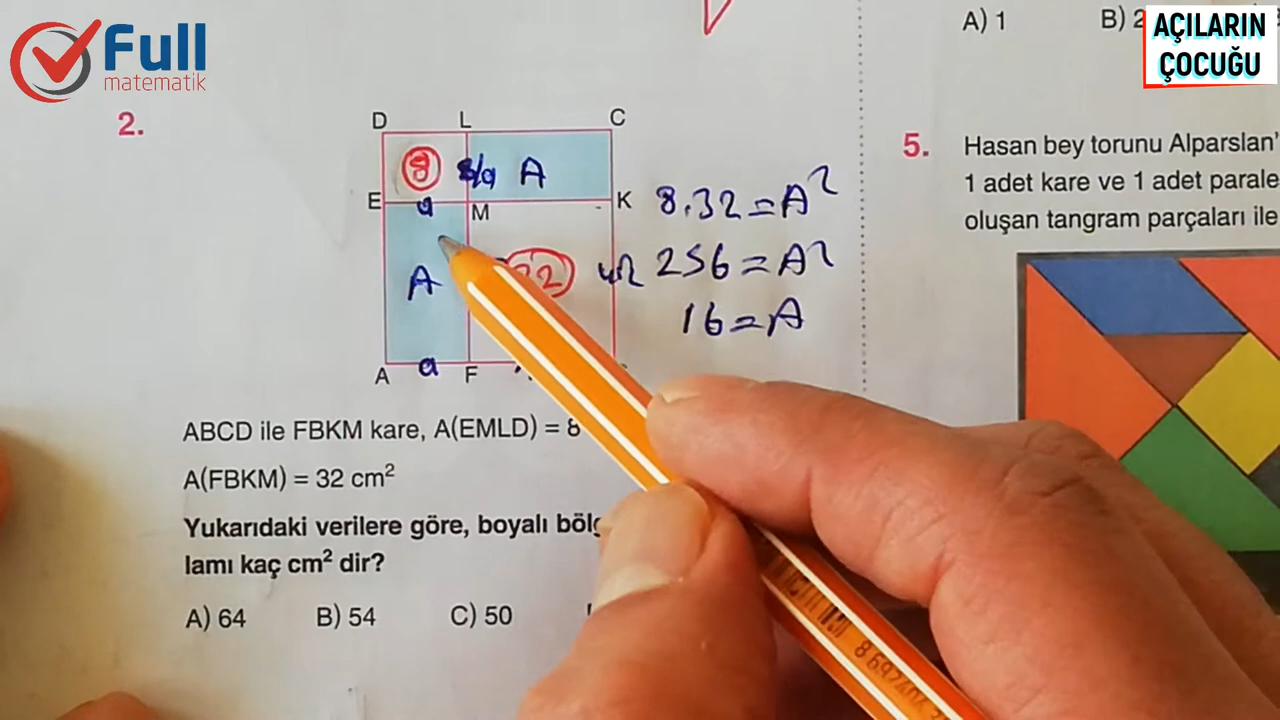 Full
matematik
AÇILARIN
ÇOCUĞU
A) 1
B) 2
2.
D
L
C
8
A
E
a
M
K
A
32
A
a
F
8.32=A²
256=A²
16=A
ABCD ile FBKM kare, A(EMLD) = 8
A(FBKM) = 32 cm²
Yukarıdaki verilere göre, boyalı bölg
lamı kaç cm² dir?
A) 64
B) 54
C) 50
5.
Hasan bey torunu Alparslan'
1 adet kare ve 1 adet parale
oluşan tangram parçaları ile